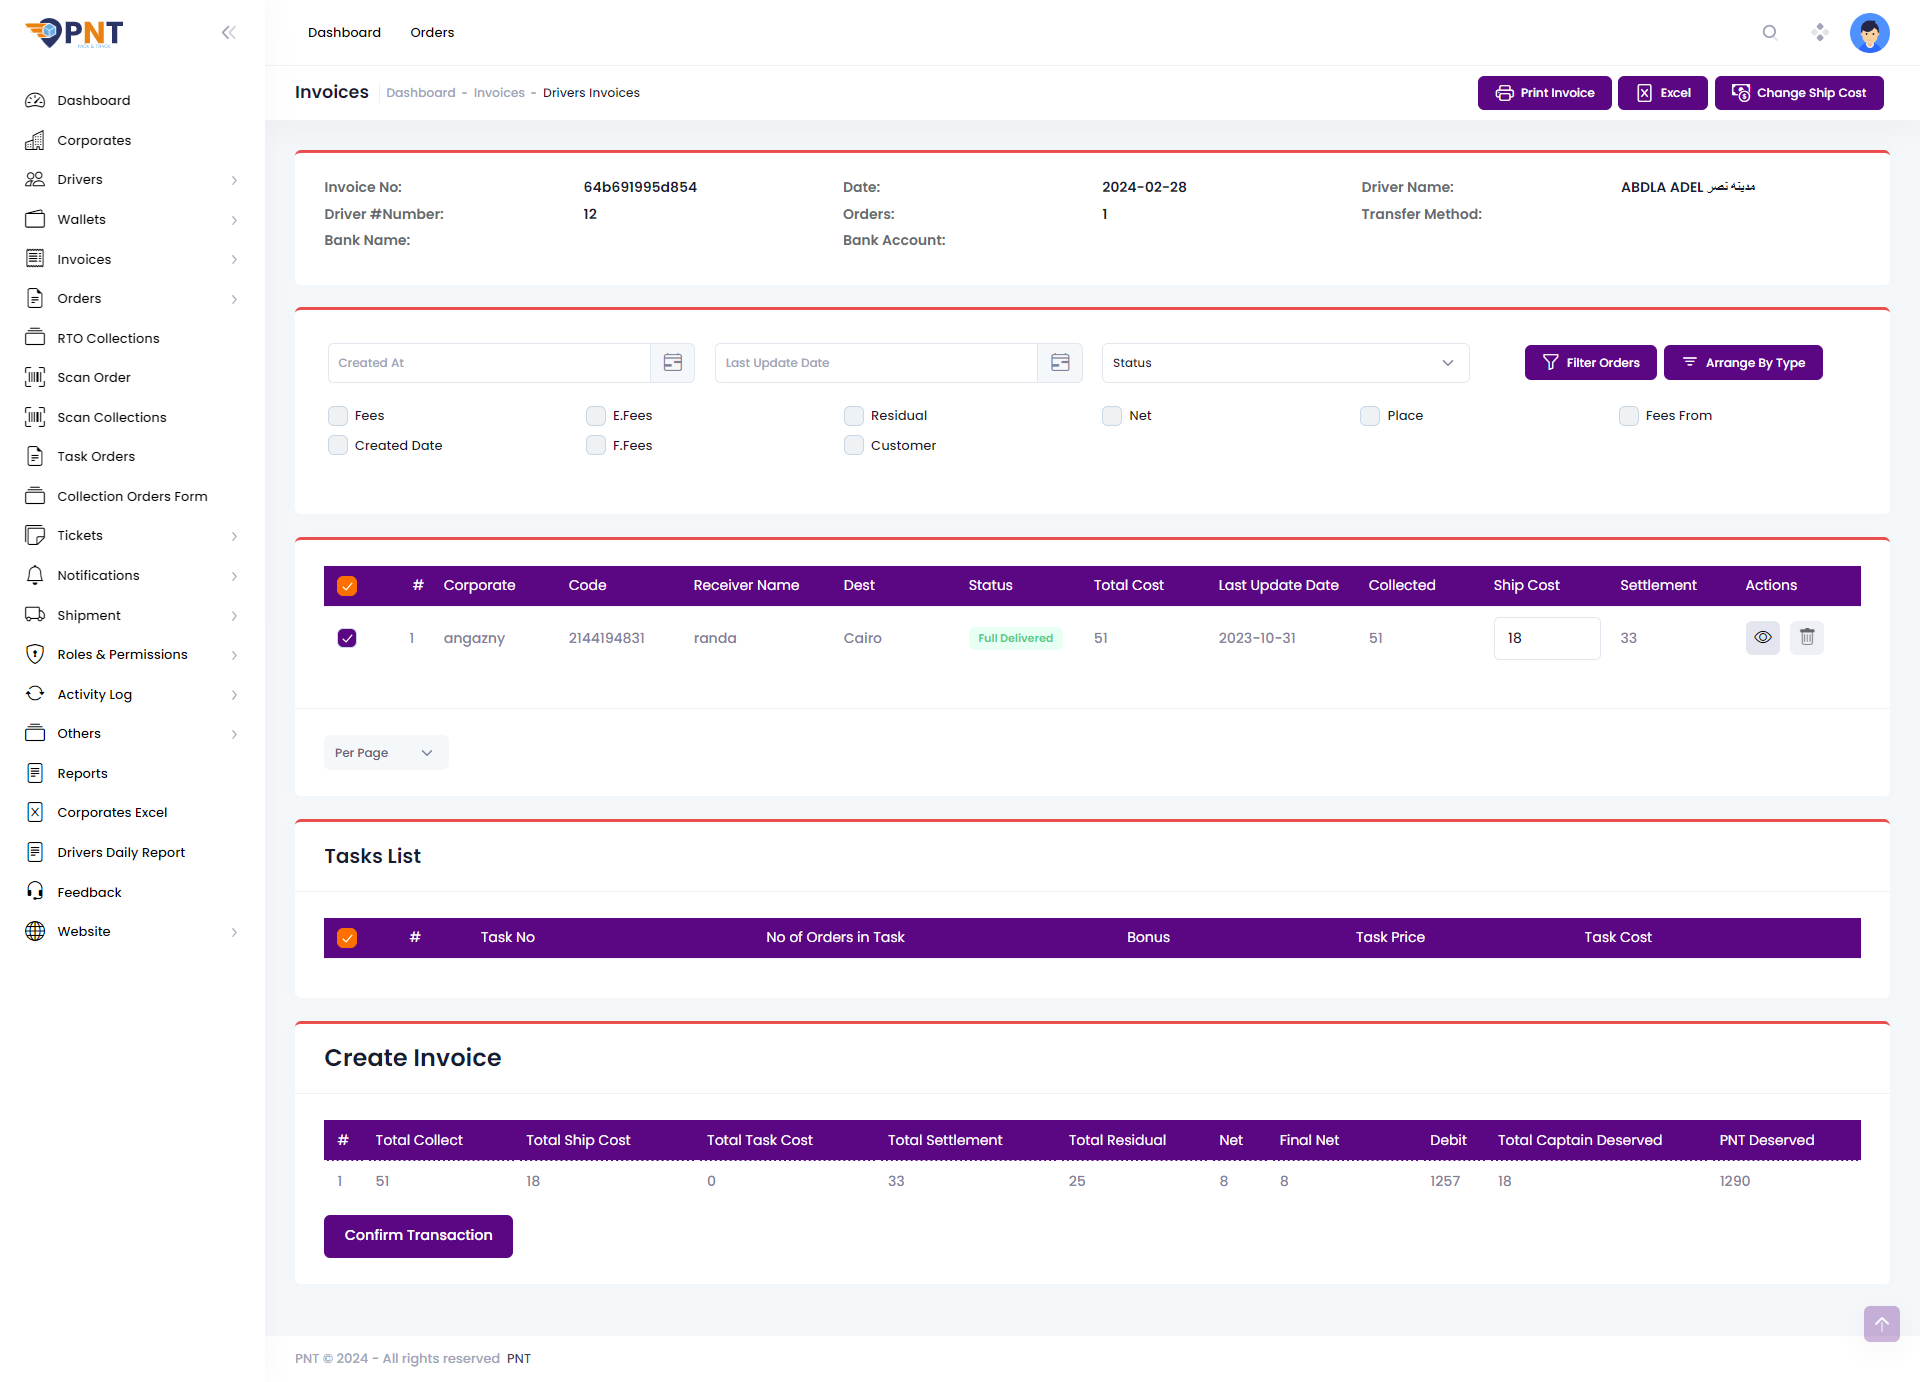 PNT
PACK & TRACK
Dashboard
Corporates
Drivers
Wallets
Invoices
Orders
RTO Collections
Scan Order
Scan Collections
Task Orders
Collection Orders Form
Tickets
Notifications
Shipment
Roles & Permissions
Activity Log
Others
Reports
Corporates Excel
Drivers Daily Report
Feedback
Website
Dashboard Orders
Invoices Dashboard - Invoices - Drivers Invoices Print Invoice Excel Change Ship Cost
Invoice No: 64b691995d854 Date: 2024-02-28 Driver Name: ABDLA ADEL مدينه نصر
Driver #Number: 12 Orders: 1 Transfer Method:
Bank Name: Bank Account:
Created At Last Update Date Status Filter Orders Arrange By Type
Fees E.Fees Residual Net Place Fees From
Created Date F.Fees Customer
# Corporate Code Receiver Name Dest Status Total Cost Last Update Date Collected Ship Cost Settlement Actions
1 angazny 2144194831 randa Cairo Full Delivered 51 2023-10-31 51 18 33
Per Page
Tasks List
# Task No No of Orders in Task Bonus Task Price Task Cost
Create Invoice
# Total Collect Total Ship Cost Total Task Cost Total Settlement Total Residual Net Final Net Debit Total Captain Deserved PNT Deserved
1 51 18 0 33 25 8 8 1257 18 1290
Confirm Transaction
PNT © 2024 - All rights reserved PNT